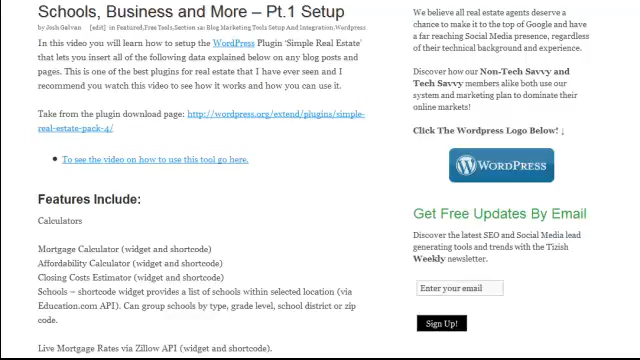 Schools, Business and More – Pt.1 Setup
by Josh Galvan [edit] in Featured,Free Tools,Section 2a: Blog Marketing Tools Setup And Integration,Wordpress
In this video you will learn how to setup the WordPress Plugin 'Simple Real Estate'
that lets you insert all of the following data explained below on any blog posts and
pages. This is one of the best plugins for real estate that I have ever seen and I
recommend you watch this video to see how it works and how you can use it.
Take from the plugin download page: http://wordpress.org/extend/plugins/simple-
real-estate-pack-4/
• To see the video on how to use this tool go here.
Features Include:
Calculators
Mortgage Calculator (widget and shortcode)
Affordability Calculator (widget and shortcode)
Closing Costs Estimator (widget and shortcode)
Schools – shortcode widget provides a list of schools within selected location (via
Education.com API). Can group schools by type, grade level, school district or zip
code.
Live Mortgage Rates via Zillow API (widget and shortcode).
We believe all real estate agents deserve a
chance to make it to the top of Google and have
a far reaching Social Media presence, regardless
of their technical background and experience.
Discover how our Non-Tech Savvy and
Tech Savvy members alike both use our
system and marketing plan to dominate their
online markets!
Click The Wordpress Logo Below! ↓
WORDPRESS
Get Free Updates By Email
Discover the latest SEO and Social Media lead
generating tools and trends with the Tizish
Weekly newsletter.
Enter your email
Sign Up!